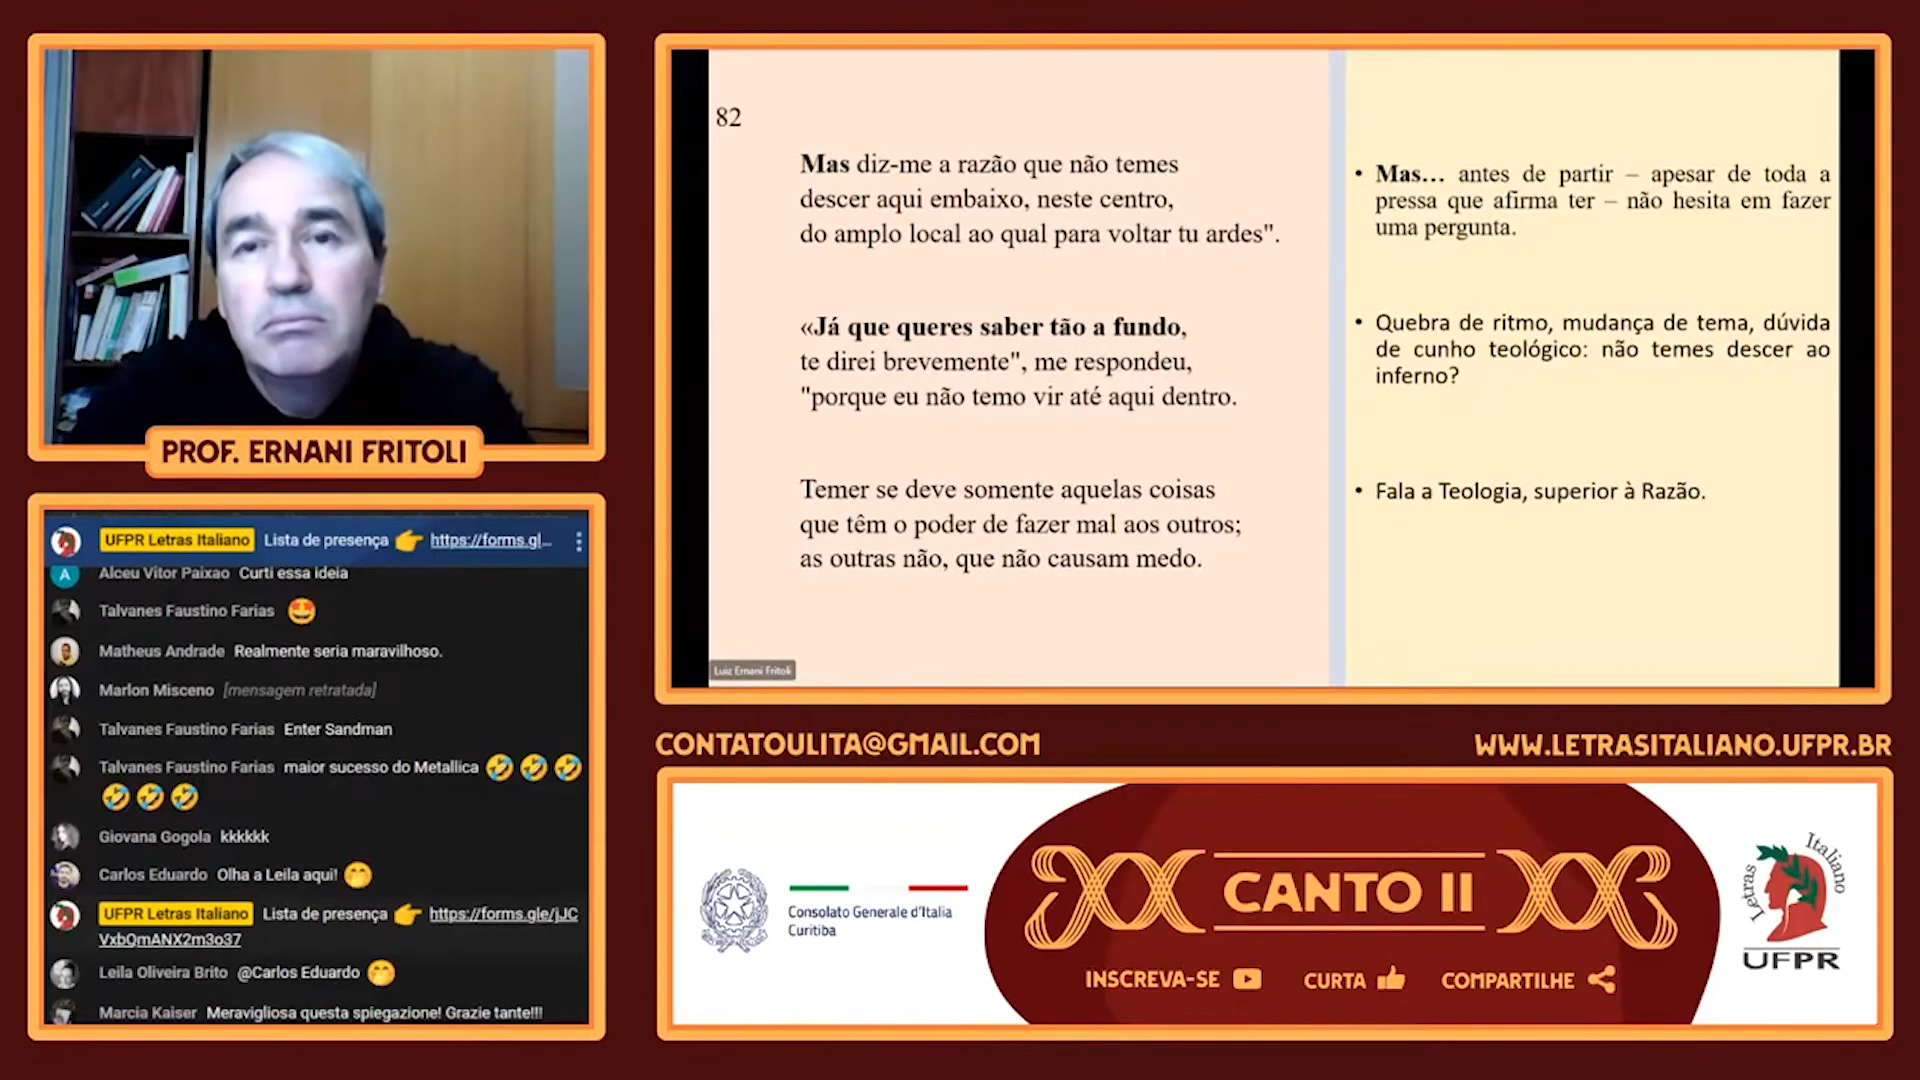 PROF. ERNANI FRITOLI
UFPR Letras Italiano Lista de presença https://forms.gl...
A Alceu Vitor Paixao Curti essa ideia
Talvanes Faustino Farias
Matheus Andrade Realmente seria maravilhoso.
Marlon Misceno [mensagem retratada]
Talvanes Faustino Farias Enter Sandman
Talvanes Faustino Farias maior sucesso do Metallica
Giovana Gogola kkkkkk
Carlos Eduardo Olha a Leila aqui!
UFPR Letras Italiano Lista de presença https://forms.gle/jJC
VxbQmANX2m3o37
Leila Oliveira Brito @Carlos Eduardo
Marcia Kaiser Meravigliosa questa spiegazione! Grazie tante!!!
82
Mas diz-me a razão que não temes
descer aqui embaixo, neste centro,
do amplo local ao qual para voltar tu ardes".
«Já que queres saber tão a fundo,
te direi brevemente", me respondeu,
"porque eu não temo vir até aqui dentro.
Temer se deve somente aquelas coisas
que têm o poder de fazer mal aos outros;
as outras não, que não causam medo.
Luiz Ernani Fritoli
• Mas... antes de partir – apesar de toda a
pressa que afirma ter – não hesita em fazer
uma pergunta.
• Quebra de ritmo, mudança de tema, dúvida
de cunho teológico: não temes descer ao
inferno?
• Fala a Teologia, superior à Razão.
CONTATOULITA@GMAIL.COM
WWW.LETRASITALIANO.UFPR.BR
Consolato Generale d'Italia
Curitiba
CANTO II
INSCREVA-SE
CURTA
COMPARTILHE
Letras Italiano
UFPR